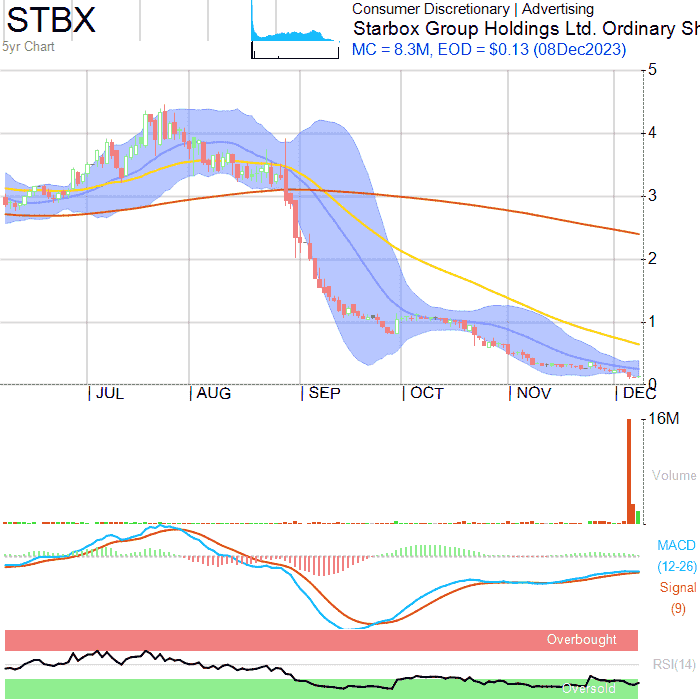 STBX
5yr Chart
Consumer Discretionary | Advertising
Starbox Group Holdings Ltd. Ordinary Sh
MC = 8.3M, EOD = $0.13 (08Dec2023)
5
4
3
2
1
0
JUL AUG SEP OCT NOV DEC
16M
Volume
MACD
(12-26)
Signal
(9)
Overbought
RSI(14)
Oversold